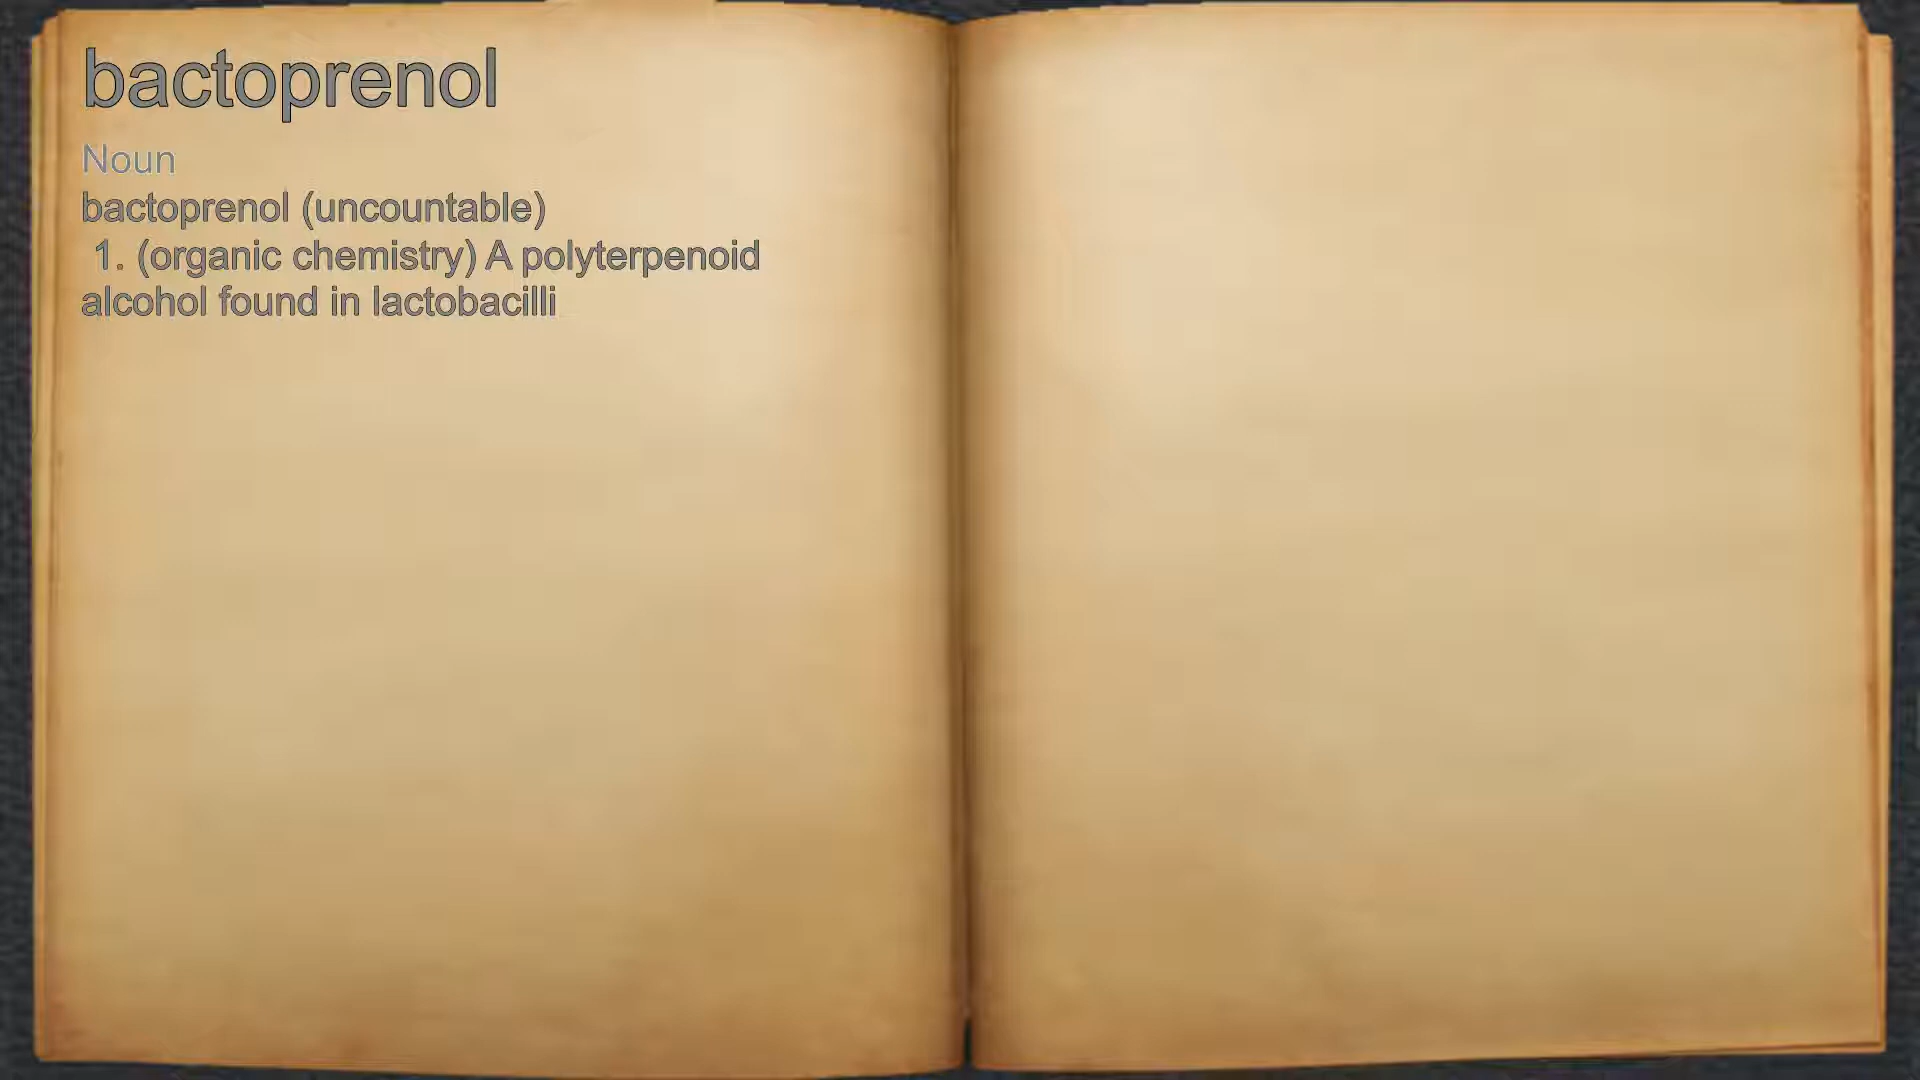 bactoprenol
Noun
bactoprenol (uncountable)
1. (organic chemistry) A polyterpenoid
alcohol found in lactobacilli